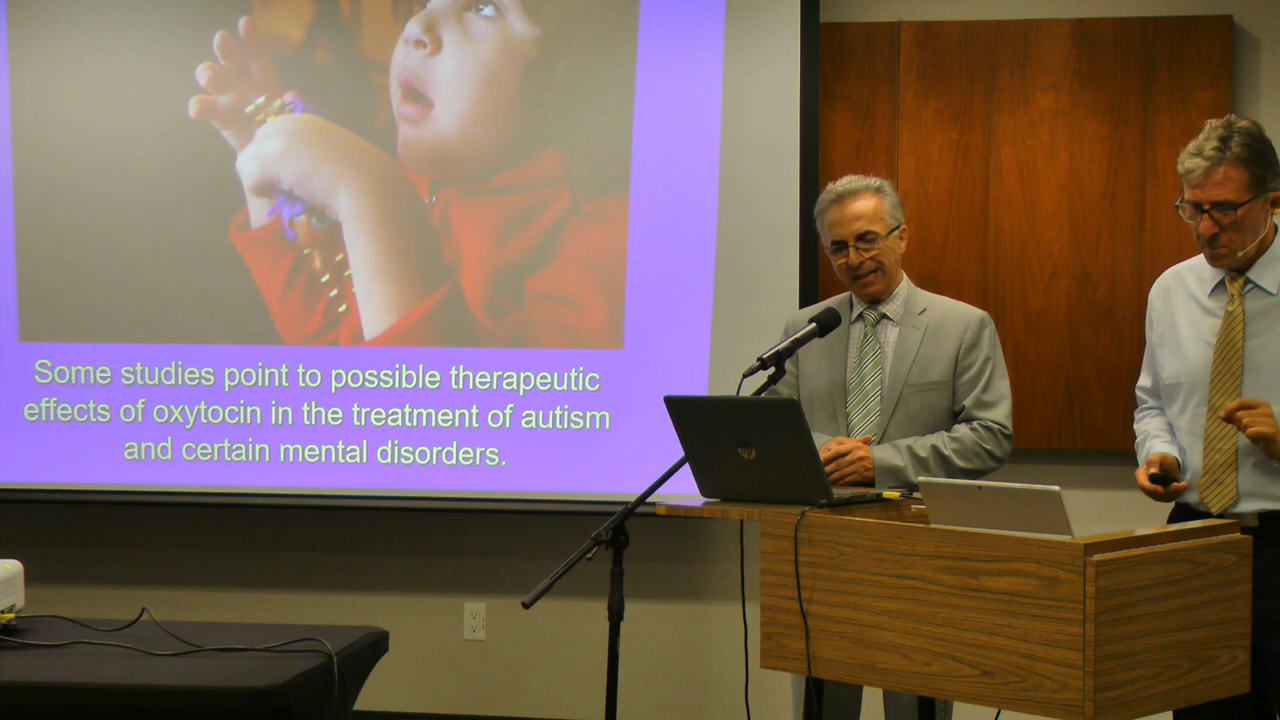 Some studies point to possible therapeutic
effects of oxytocin in the treatment of autism
and certain mental disorders.